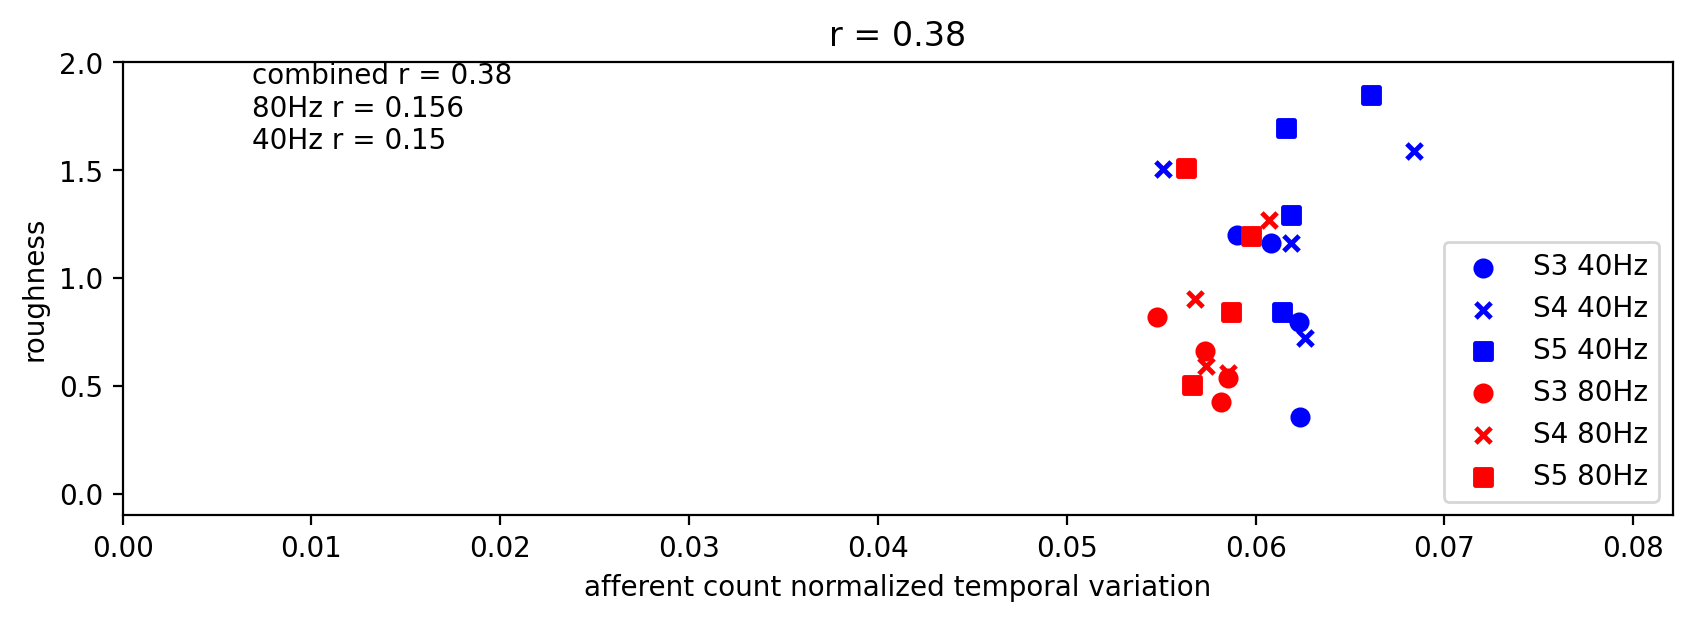 r = 0.38
combined r = 0.38
80Hz r = 0.156
40Hz r = 0.15
2.0
1.5
1.0
0.5
0.0
roughness
S3 40Hz
S4 40Hz
S5 40Hz
S3 80Hz
S4 80Hz
S5 80Hz
0.00 0.01 0.02 0.03 0.04 0.05 0.06 0.07 0.08
afferent count normalized temporal variation